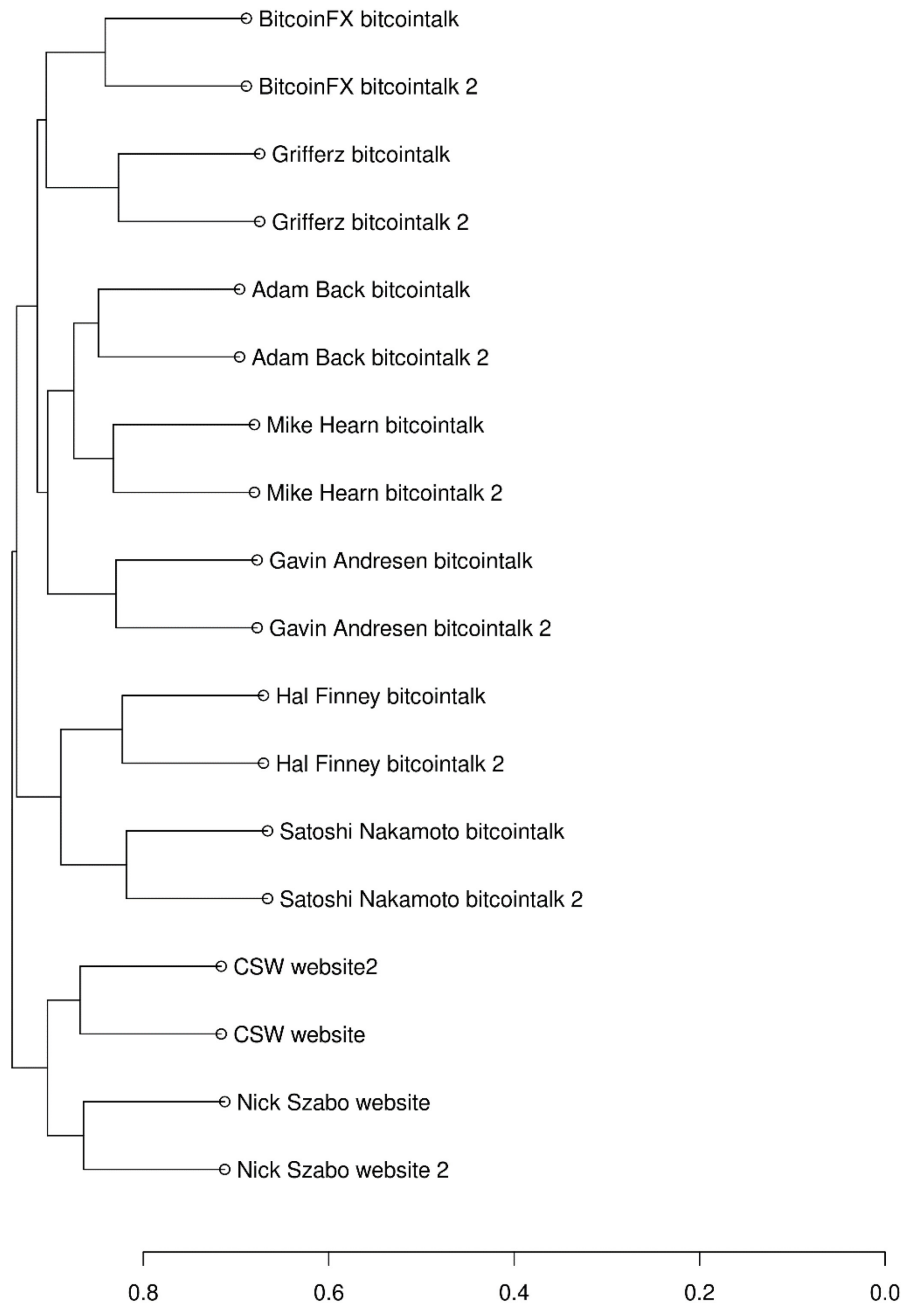 BitcoinFX bitcointalk
BitcoinFX bitcointalk 2
Grifferz bitcointalk
Grifferz bitcointalk 2
Adam Back bitcointalk
Adam Back bitcointalk 2
Mike Hearn bitcointalk
Mike Hearn bitcointalk 2
Gavin Andresen bitcointalk
Gavin Andresen bitcointalk 2
Hal Finney bitcointalk
Hal Finney bitcointalk 2
Satoshi Nakamoto bitcointalk
Satoshi Nakamoto bitcointalk 2
CSW website2
CSW website
Nick Szabo website
Nick Szabo website 2
0.8 0.6 0.4 0.2 0.0